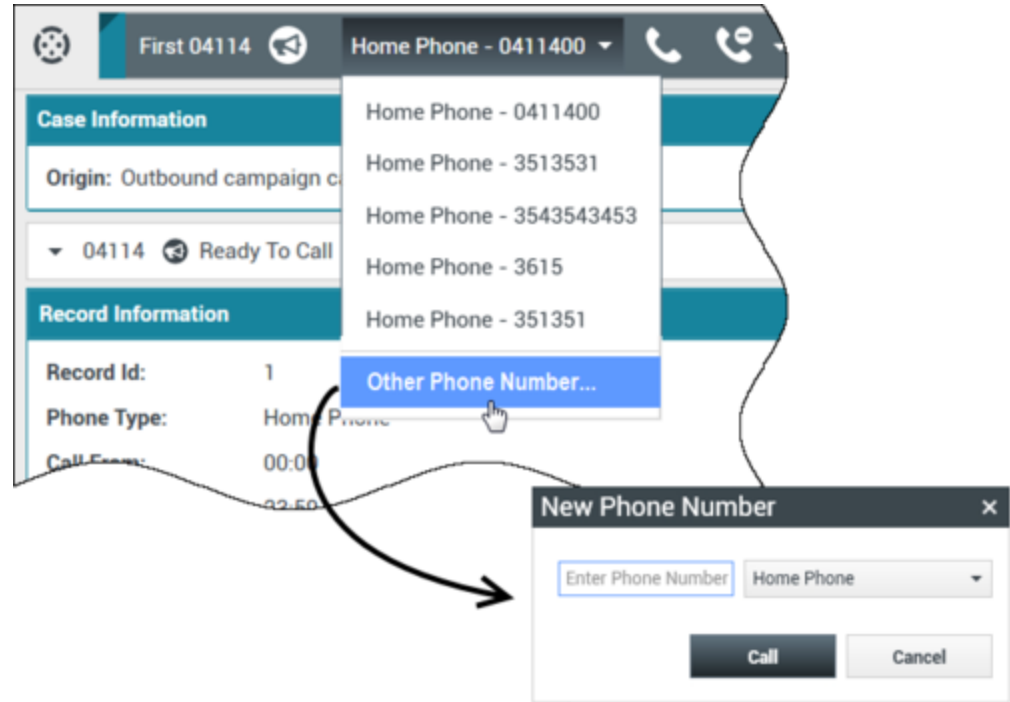 First 04114
Home Phone - 0411400
Home Phone - 0411400
Home Phone - 3513531
Home Phone - 3543543453
Home Phone - 3615
Home Phone - 351351
Other Phone Number...
Case Information
Origin: Outbound campaign
04114 Ready To Call
Record Information
Record Id: 1
Phone Type: Home Phone
Call From: 00:00
23:59
New Phone Number
Enter Phone Number
Home Phone
Call
Cancel